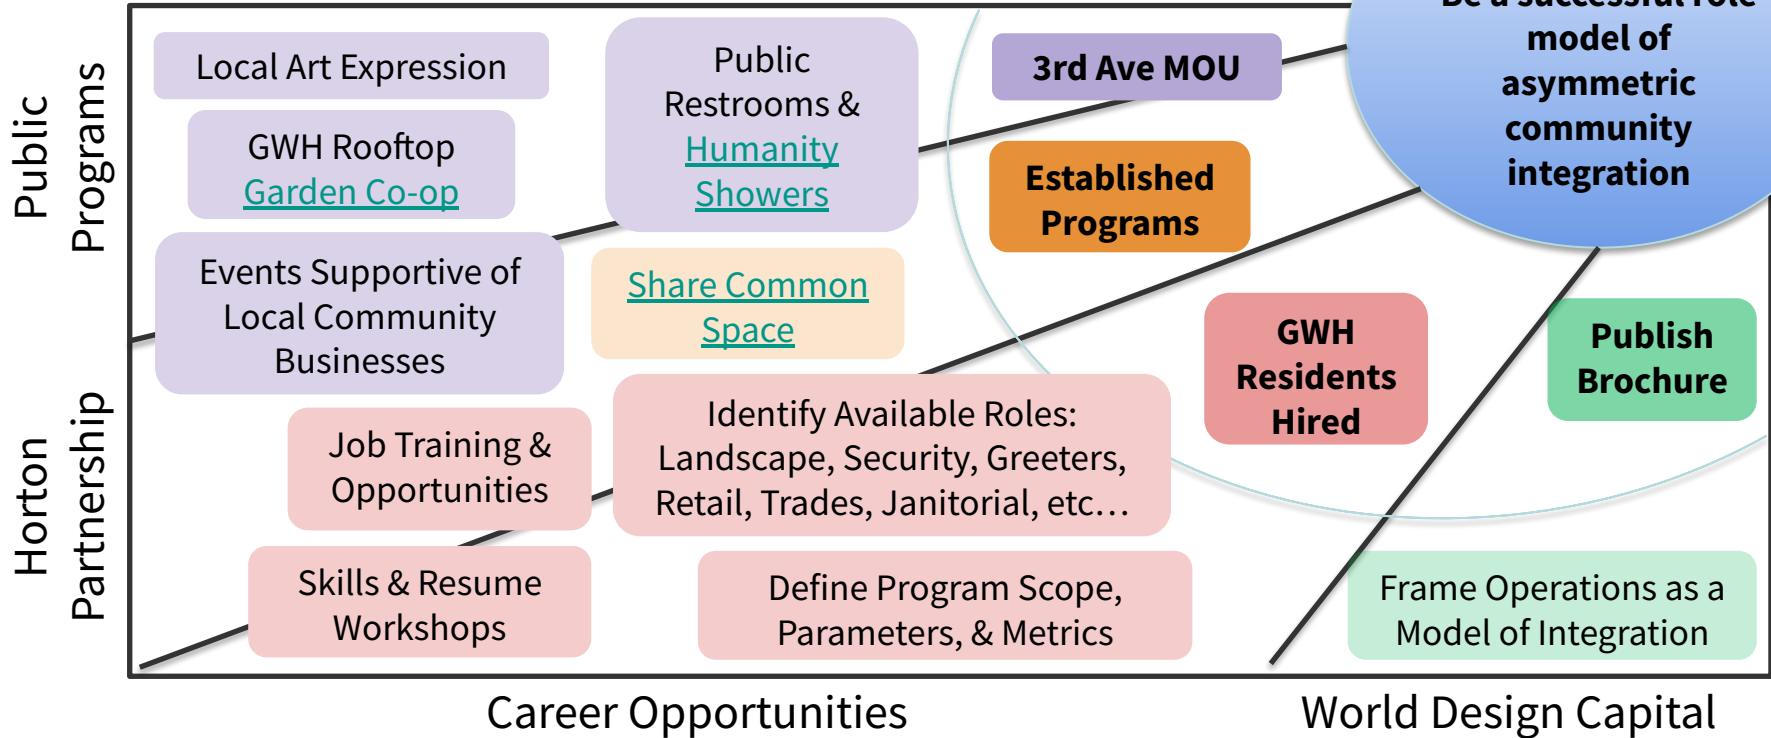 Public
Programs
Horton
Partnership
Local Art Expression
GWH Rooftop
Garden Co-op
Events Supportive of
Local Community
Businesses
Public
Restrooms &
Humanity
Showers
Share Common
Space
3rd Ave MOU
Established
Programs
Be a successful role
model of
asymmetric
community
integration
Job Training &
Opportunities
Skills & Resume
Workshops
Identify Available Roles:
Landscape, Security, Greeters,
Retail, Trades, Janitorial, etc…
Define Program Scope,
Parameters, & Metrics
GWH
Residents
Hired
Publish
Brochure
Frame Operations as a
Model of Integration
Career Opportunities
World Design Capital